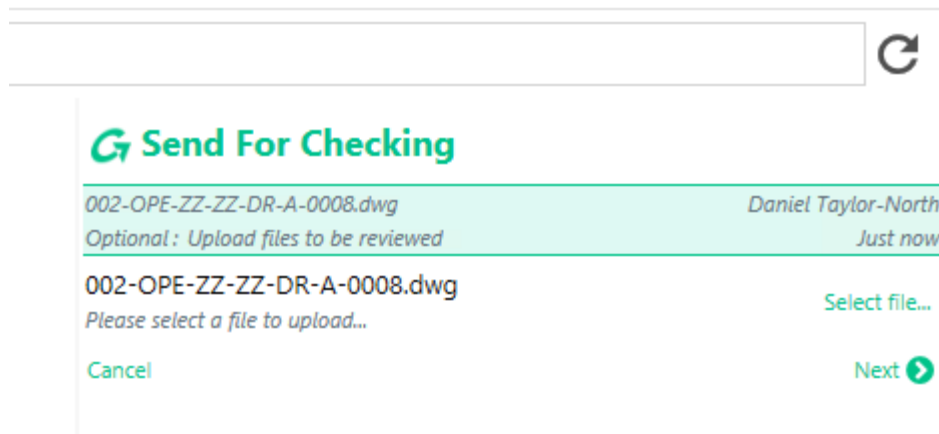 Send For Checking
002-OPE-ZZ-ZZ-DR-A-0008.dwg Daniel Taylor-North
Optional : Upload files to be reviewed Just now
002-OPE-ZZ-ZZ-DR-A-0008.dwg
Please select a file to upload... Select file...
Cancel Next